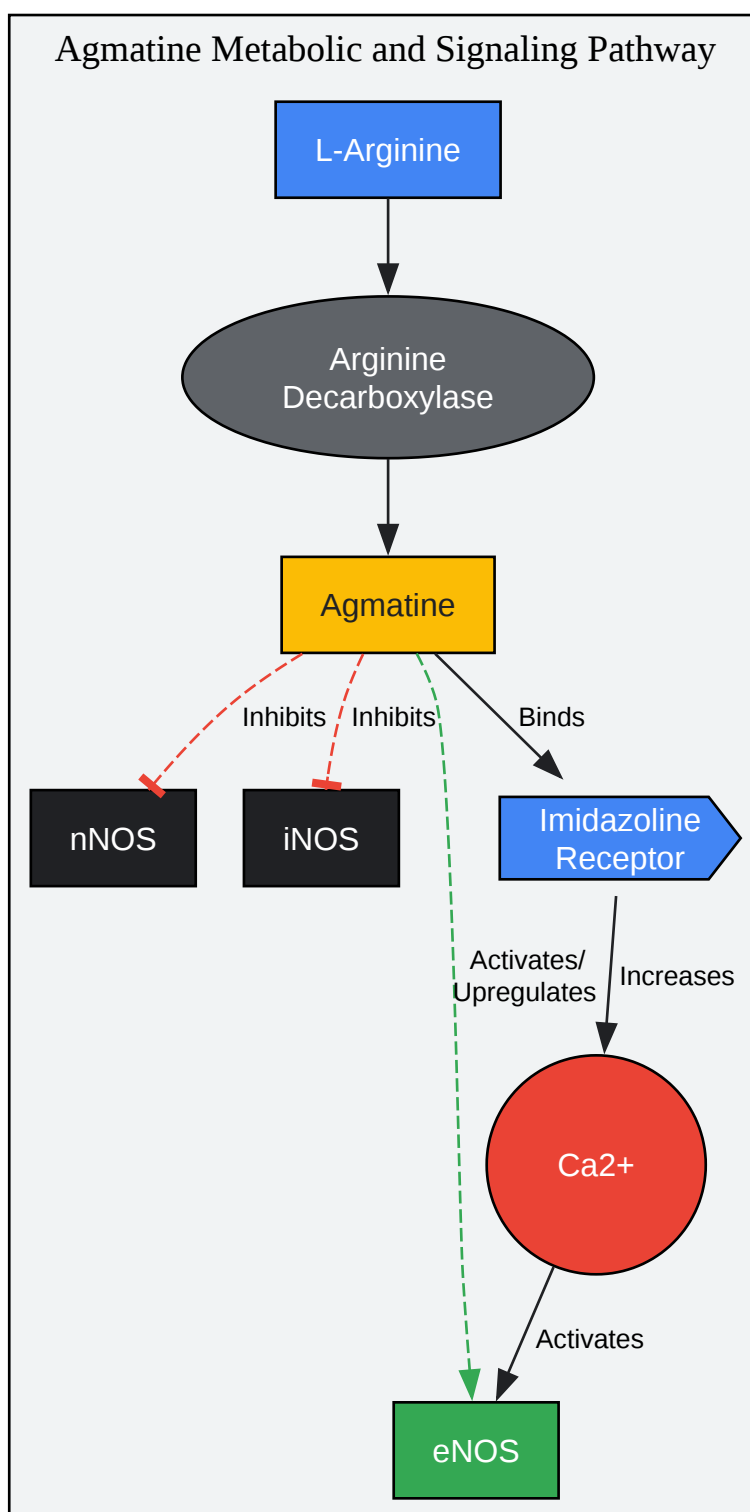 Agmatine Metabolic and Signaling Pathway
L-Arginine
Arginine
Decarboxylase
Agmatine
Inhibits
Inhibits
Binds
nNOS
iNOS
Imidazoline
Receptor
Activates/
Upregulates
Increases
Ca2+
Activates
eNOS